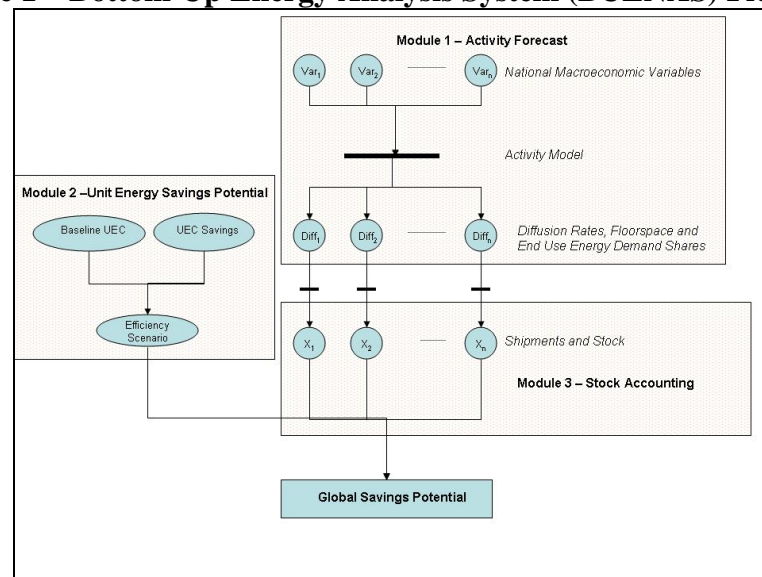 Bottom Up Energy Analysis System (BUENAS)
Module 1 – Activity Forecast
Var1 Var2 Varn National Macroeconomic Variables
Activity Model
Module 2 –Unit Energy Savings Potential
Baseline UEC UEC Savings
Diff1 Diff2 Diffn Diffusion Rates, Floorspace and
End Use Energy Demand Shares
Efficiency
Scenario
X1 X2 Xn Shipments and Stock
Module 3 – Stock Accounting
Global Savings Potential